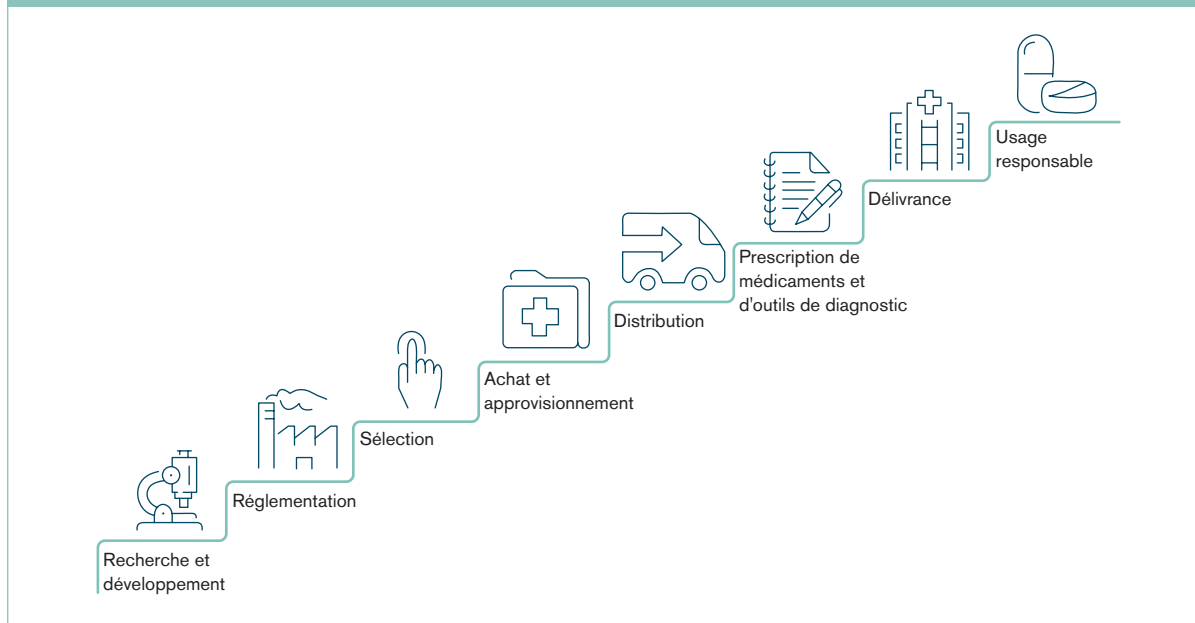 Recherche et
développement
Réglementation
Sélection
Achat et
approvisionnement
Distribution
Prescription de
médicaments et
d'outils de diagnostic
Délivrance
Usage
responsable